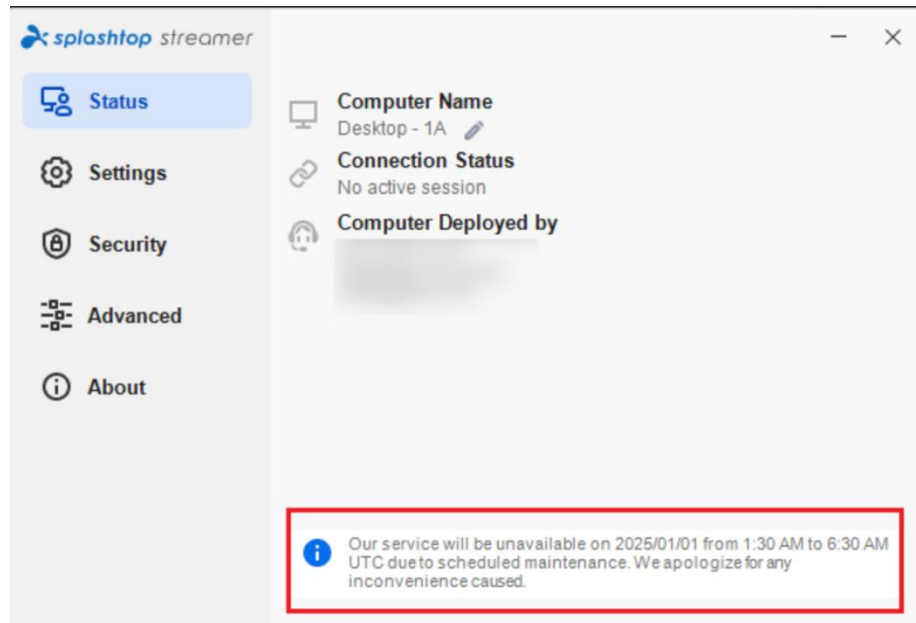 splashtop streamer
Status
Settings
Security
Advanced
About
Computer Name
Desktop - 1A
Connection Status
No active session
Computer Deployed by
Our service will be unavailable on 2025/01/01 from 1:30 AM to 6:30 AM
UTC due to scheduled maintenance. We apologize for any
inconvenience caused.